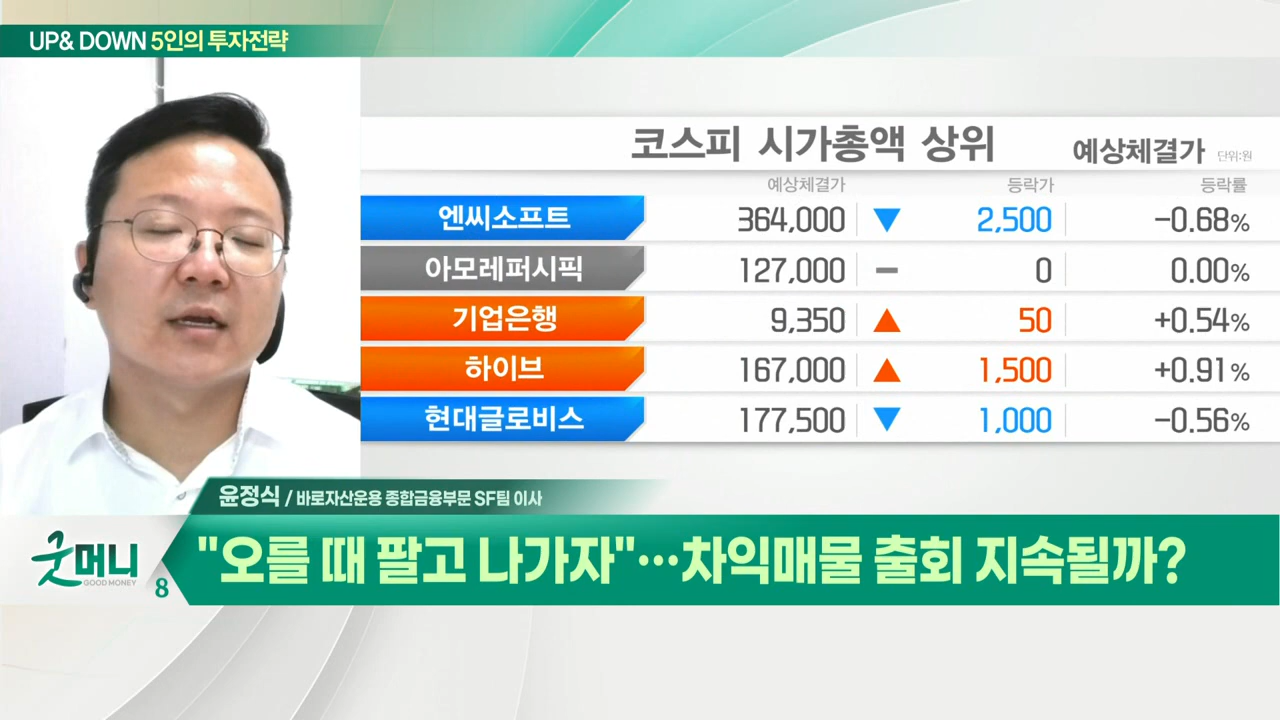 UP& DOWN 5인의 투자전략
코스피 시가총액 상위 예상체결가 단위:원
예상체결가 등락가 등락률
엔씨소프트 364,000 ▼ 2,500 -0.68%
아모레퍼시픽 127,000 - 0 0.00%
기업은행 9,350 ▲ 50 +0.54%
하이브 167,000 ▲ 1,500 +0.91%
현대글로비스 177,500 ▼ 1,000 -0.56%
윤정식 / 바로자산운용 종합금융부문 SF팀 이사
굿머니
GOOD MONEY
8
"오를 때 팔고 나가자"…차익매물 출회 지속될까?